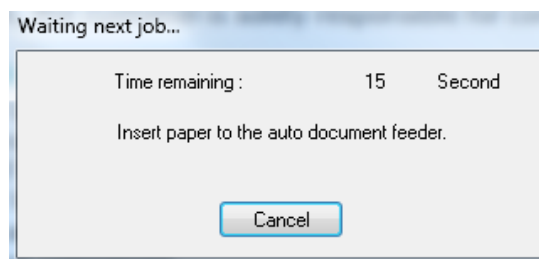 Waiting next job...
Time remaining : 15 Second
Insert paper to the auto document feeder.
Cancel